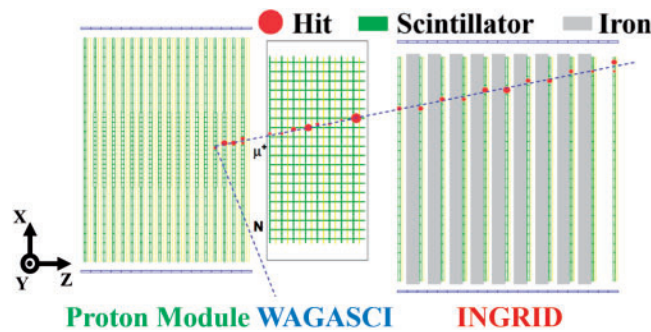 Hit Scintillator Iron
μ+
N
X
Y Z
Proton Module WAGASCI INGRID